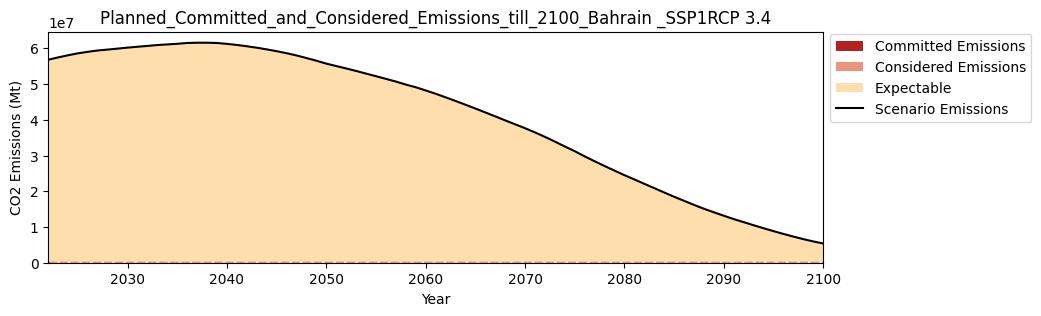 Planned_Committed_and_Considered_Emissions_till_2100_Bahrain _SSP1RCP 3.4
1e7
6
5
4
3
2
1
0
CO2 Emissions (Mt)
2030 2040 2050 2060 2070 2080 2090 2100
Year
Committed Emissions
Considered Emissions
Expectable
Scenario Emissions